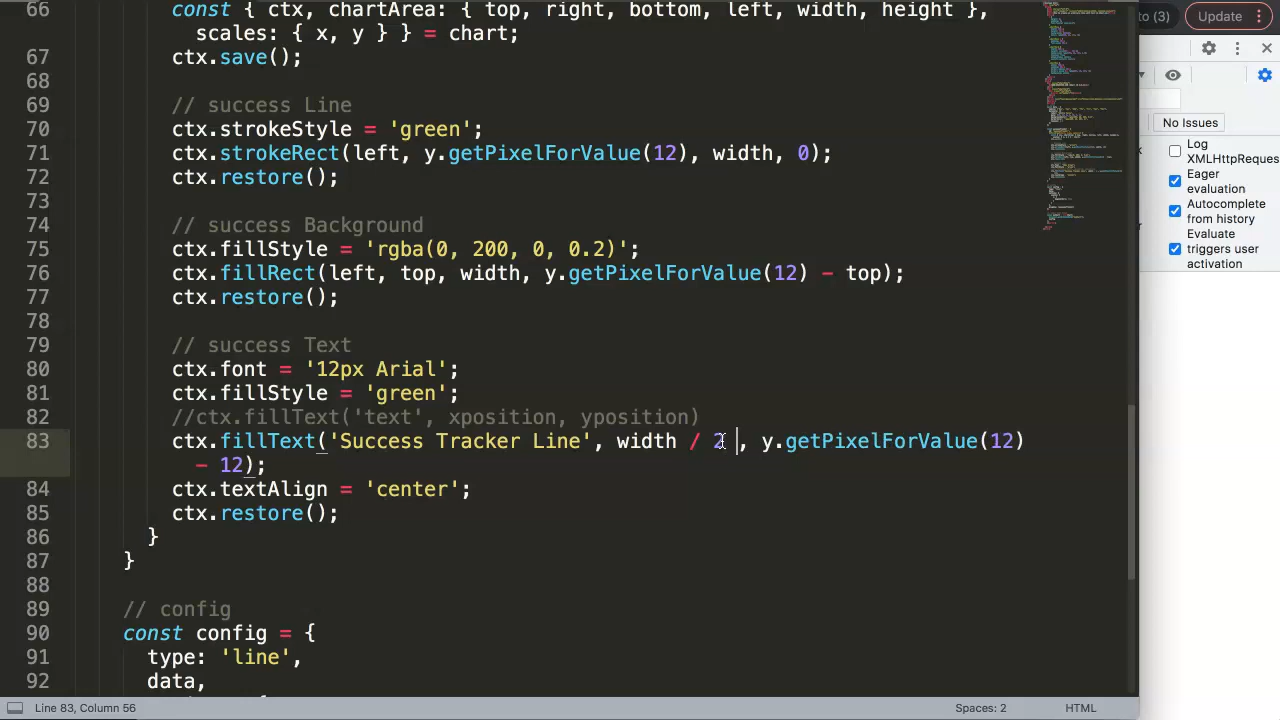 66 const { ctx, chartArea: { top, right, bottom, left, width, height },
scales: { x, y } } = chart;
67 ctx.save();
68
69 // success Line
70 ctx.strokeStyle = 'green';
71 ctx.strokeRect(left, y.getPixelForValue(12), width, 0);
72 ctx.restore();
73
74 // success Background
75 ctx.fillStyle = 'rgba(0, 200, 0, 0.2)';
76 ctx.fillRect(left, top, width, y.getPixelForValue(12) - top);
77 ctx.restore();
78
79 // success Text
80 ctx.font = '12px Arial';
81 ctx.fillStyle = 'green';
82 //ctx.fillText('text', xposition, yposition)
83 ctx.fillText('Success Tracker Line', width / 2 , y.getPixelForValue(12)
- 12);
84 ctx.textAlign = 'center';
85 ctx.restore();
86 }
87 }
88
89 // config
90 const config = {
91 type: 'line',
92 data,
Line 83, Column 56
Spaces: 2
HTML
to (3)
Update
No Issues
Log
XMLHttpReques
Eager
evaluation
Autocomplete
from history
Evaluate
triggers user
activation